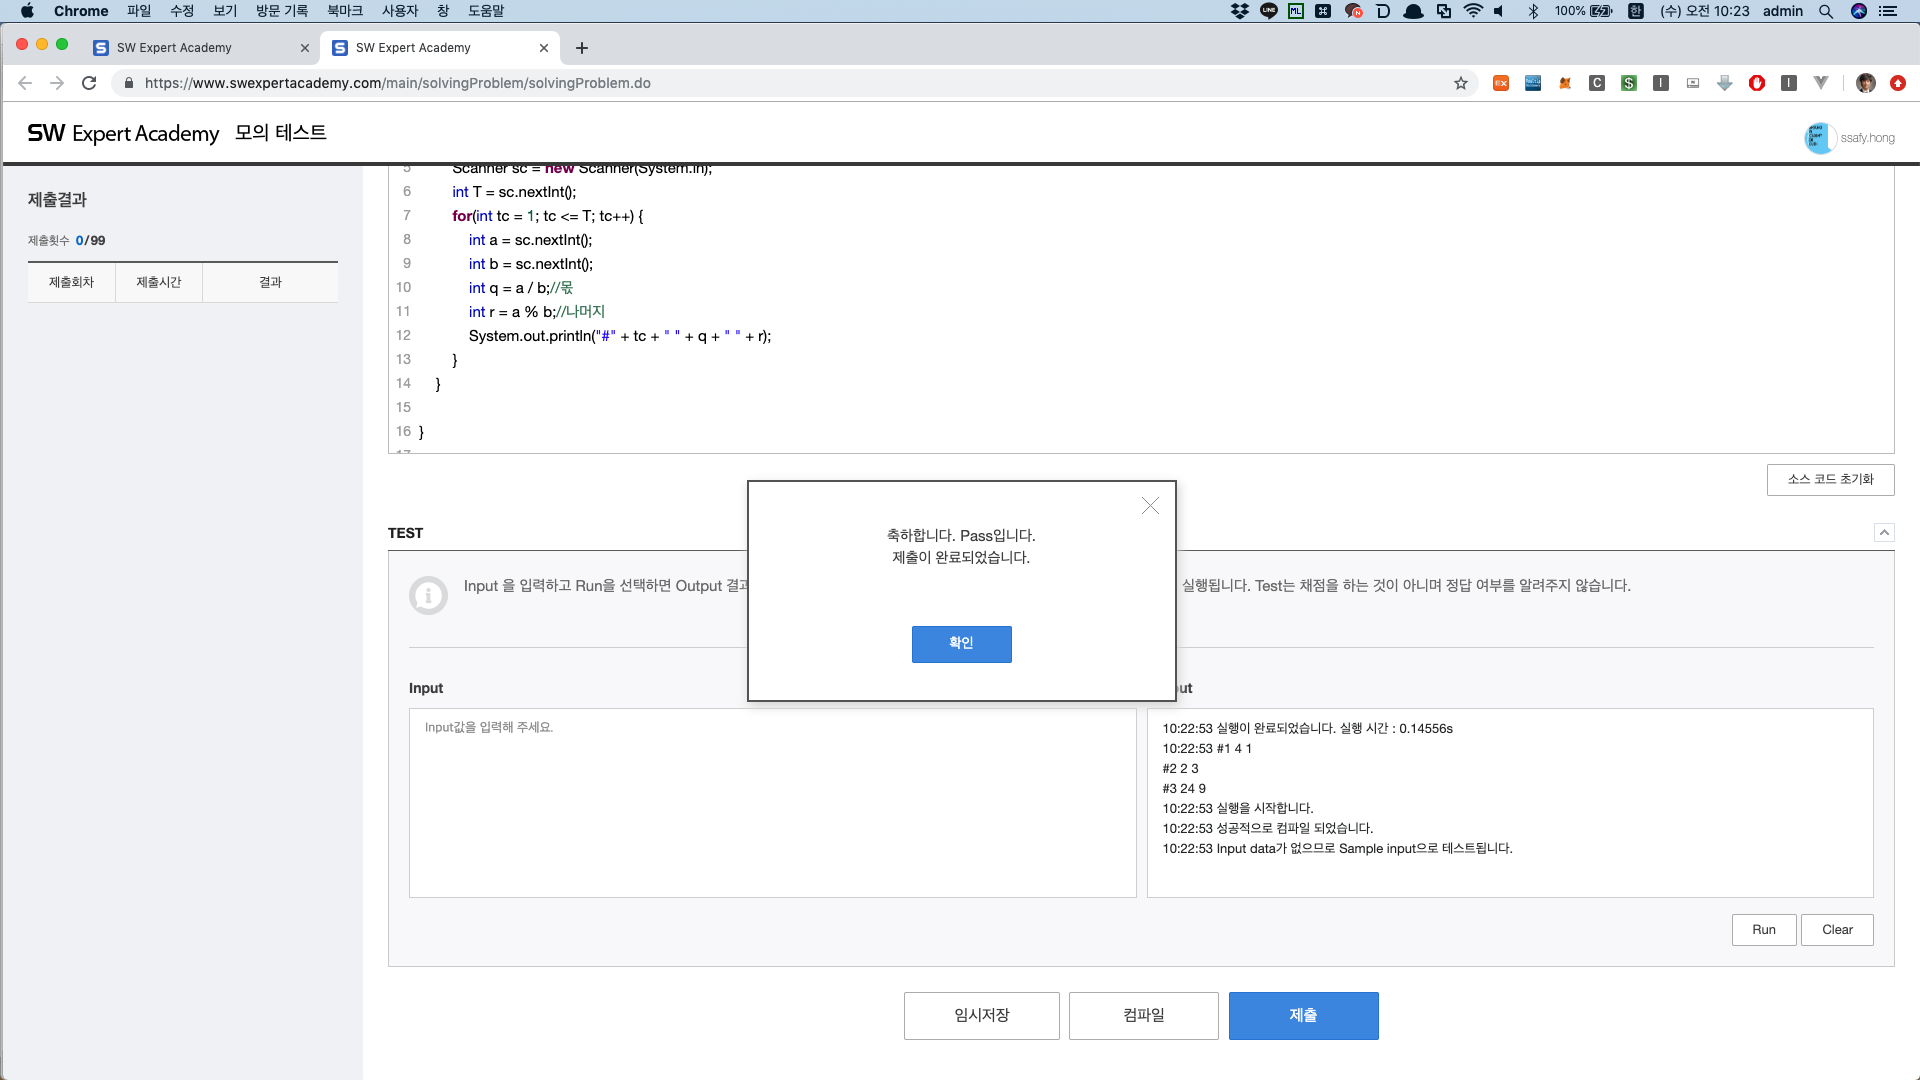 Chrome 파일 수정 보기 방문 기록 북마크 사용자 창 도움말 100% 한 (수) 오전 10:23 admin
SW Expert Academy SW Expert Academy
https://www.swexpertacademy.com/main/solvingProblem/solvingProblem.do
SW Expert Academy 모의 테스트 ssafy.hong
제출결과
제출횟수 0/99
제출회차 제출시간 결과
5 Scanner sc = new Scanner(System.in);
6 int T = sc.nextInt();
7 for(int tc = 1; tc <= T; tc++) {
8 int a = sc.nextInt();
9 int b = sc.nextInt();
10 int q = a / b;//몫
11 int r = a % b;//나머지
12 System.out.println("#" + tc + " " + q + " " + r);
13 }
14 }
15
16 }
17
소스 코드 초기화
TEST
Input 을 입력하고 Run을 선택하면 Output 결과 실행됩니다. Test는 채점을 하는 것이 아니며 정답 여부를 알려주지 않습니다.
축하합니다. Pass입니다.
제출이 완료되었습니다.
확인
Input ut
Input값을 입력해 주세요.
10:22:53 실행이 완료되었습니다. 실행 시간 : 0.14556s
10:22:53 #1 4 1
#2 2 3
#3 24 9
10:22:53 실행을 시작합니다.
10:22:53 성공적으로 컴파일 되었습니다.
10:22:53 Input data가 없으므로 Sample input으로 테스트됩니다.
Run Clear
임시저장 컴파일 제출